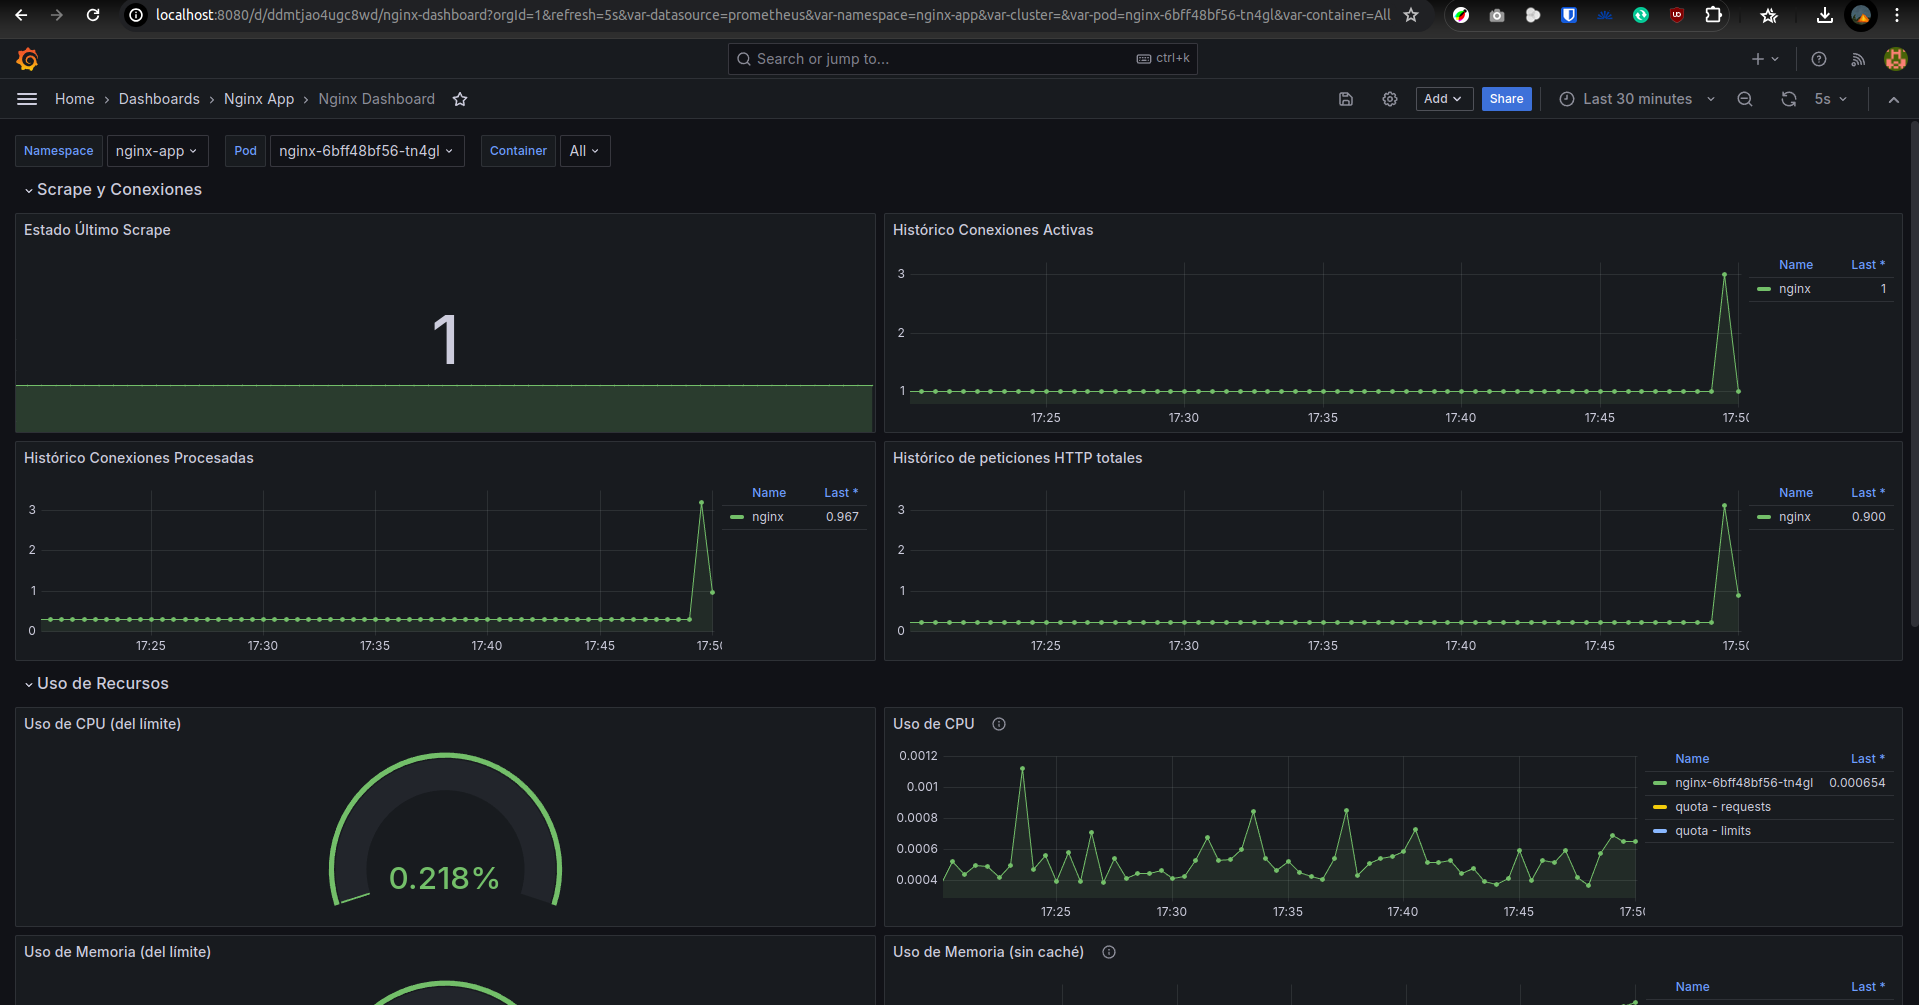 localhost:8080/d/ddmtjao4ugc8wd/nginx-dashboard?orgId=1&refresh=5s&var-datasource=prometheus&var-namespace=nginx-app&var-cluster=&var-pod=nginx-6bff48bf56-tn4gl&var-container=All
Search or jump to... ctrl+k
Home › Dashboards › Nginx App › Nginx Dashboard Add Share Last 30 minutes 5s
Namespace nginx-app Pod nginx-6bff48bf56-tn4gl Container All
Scrape y Conexiones
Estado Último Scrape
1
Histórico Conexiones Activas
3
2
1
17:25 17:30 17:35 17:40 17:45
Name Last *
nginx 1
Histórico Conexiones Procesadas
3
2
1
0
17:25 17:30 17:35 17:40 17:45
Name Last *
nginx 0.967
Histórico de peticiones HTTP totales
3
2
1
0
17:25 17:30 17:35 17:40 17:45
Name Last *
nginx 0.900
Uso de Recursos
Uso de CPU (del límite)
0.218%
Uso de CPU
0.0012
0.001
0.0008
0.0006
0.0004
17:25 17:30 17:35 17:40 17:45
Name Last *
nginx-6bff48bf56-tn4gl 0.000654
quota - requests
quota - limits
Uso de Memoria (del límite)
Uso de Memoria (sin caché)
Name Last *